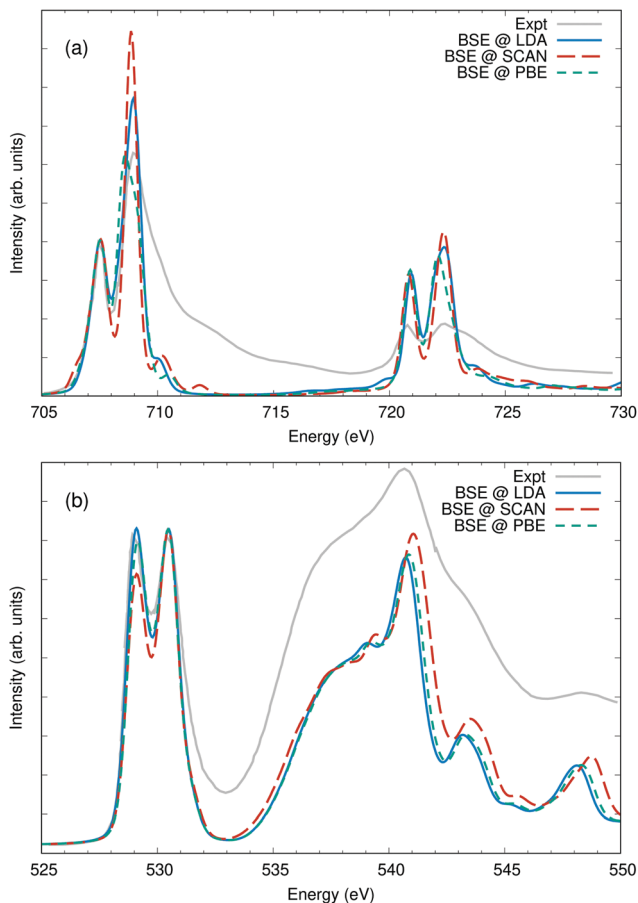 (a)
Expt
BSE @ LDA
BSE @ SCAN
BSE @ PBE
Intensity (arb. units)
705 710 715 720 725 730
Energy (eV)
(b)
Expt
BSE @ LDA
BSE @ SCAN
BSE @ PBE
Intensity (arb. units)
525 530 535 540 545 550
Energy (eV)